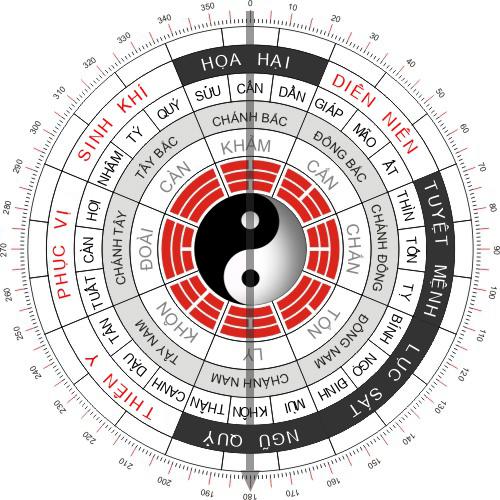 0
10
20
30
40
50
60
70
80
90
100
110
120
130
140
150
160
170
180
190
200
210
220
230
240
250
260
270
280
290
300
310
320
330
340
350
HỌA HẠI
DIÊN NIÊN
TUYỆT MỆNH
LỤC SÁT
NGŨ QUỶ
THIÊN Y
PHỤC VỊ
SINH KHÍ
SỬU
CẤN
DẦN
GIÁP
MÃO
ẤT
THÌN
TỐN
TỴ
BÍNH
NGỌ
ĐINH
MÙI
KHÔN
THÂN
CANH
DẬU
TÂN
TUẤT
CÀN
HỢI
NHÂM
TÝ
QUÝ
CHÁNH BẮC
ĐÔNG BẮC
CHÁNH ĐÔNG
ĐÔNG NAM
CHÁNH NAM
TÂY NAM
CHÁNH TÂY
TÂY BẮC
KHẢM
CẤN
CHẤN
TỐN
LY
KHÔN
ĐOÀI
CÀN